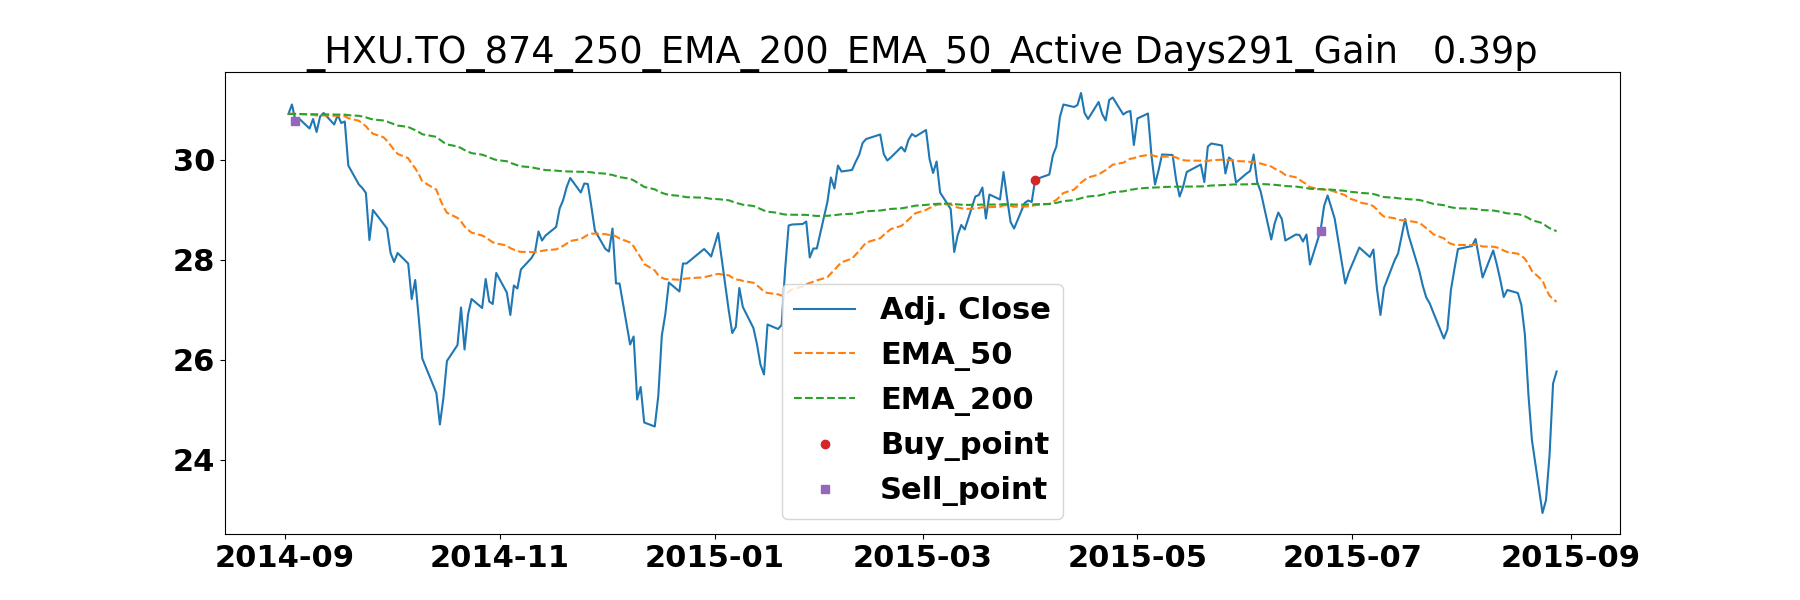 _HXU.TO_874_250_EMA_200_EMA_50_Active Days291_Gain   0.39p
30
28
26
24
Adj. Close
EMA_50
EMA_200
Buy_point
Sell_point
2014-09 2014-11 2015-01 2015-03 2015-05 2015-07 2015-09